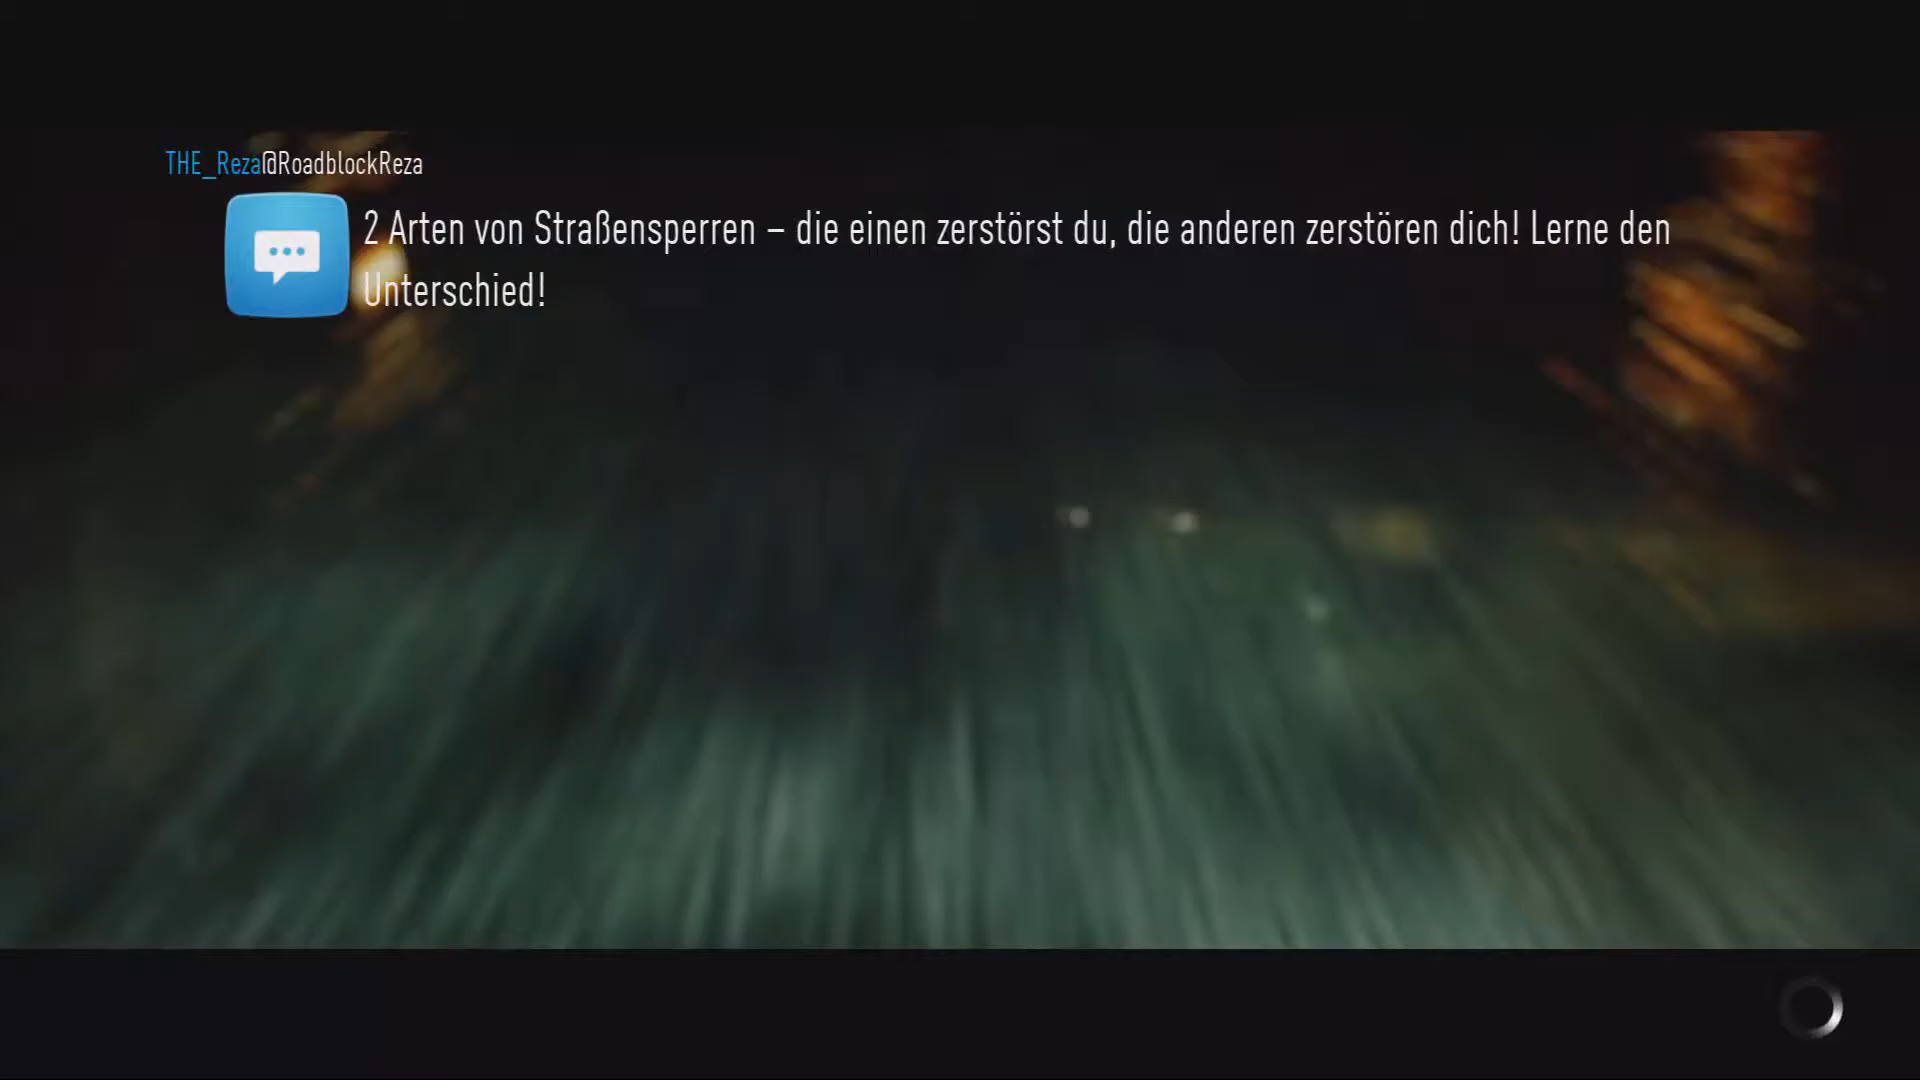 THE_Reza@RoadblockReza
2 Arten von Straßensperren – die einen zerstörst du, die anderen zerstören dich! Lerne den
Unterschied!